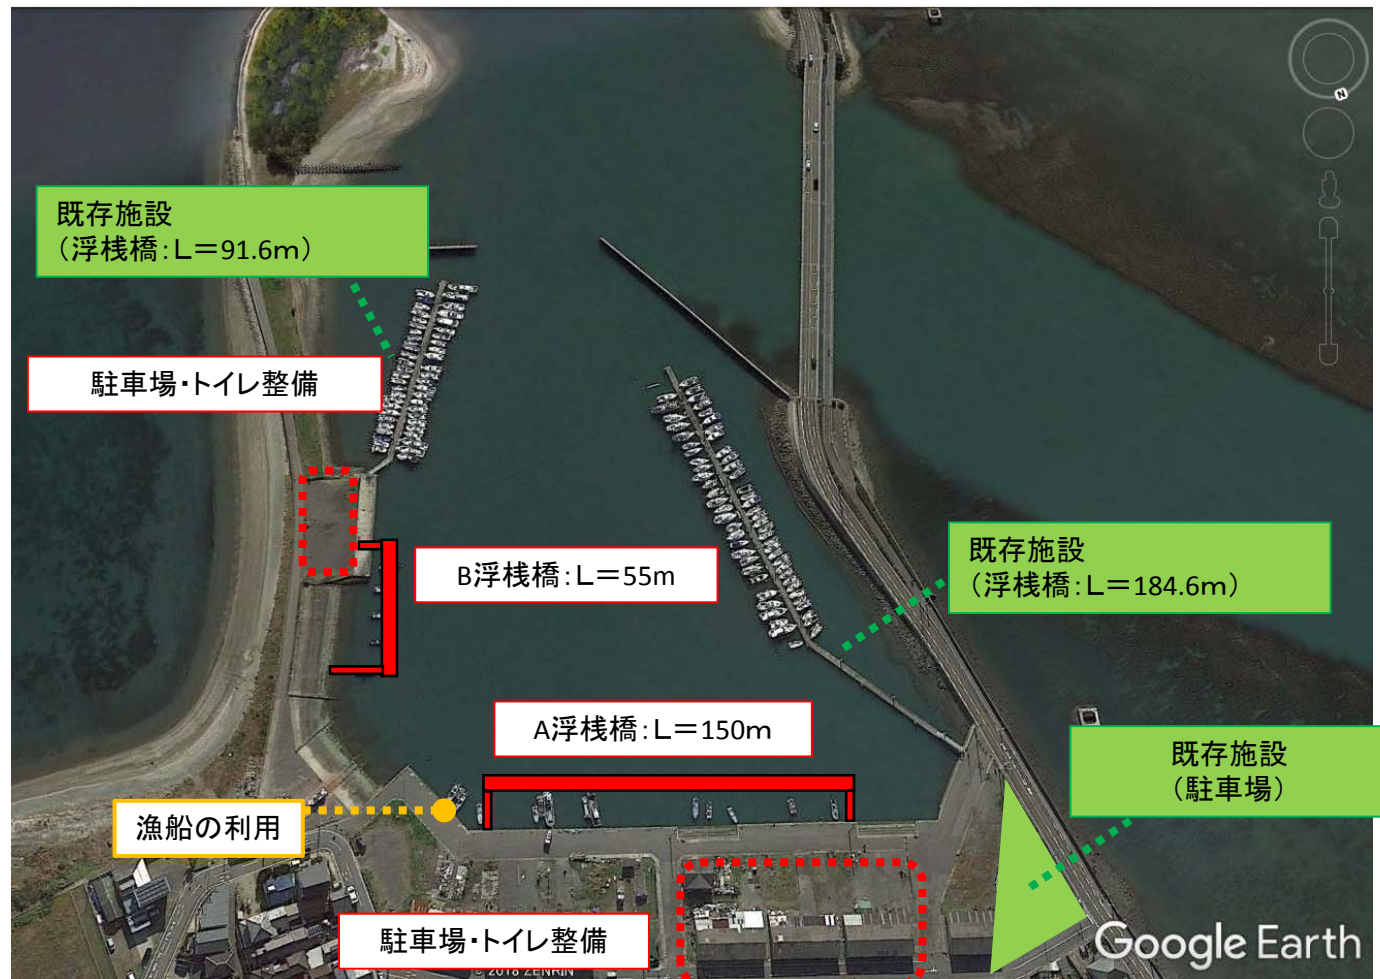 N
既存施設
（浮桟橋：L＝91.6m）
駐車場・トイレ整備
B浮桟橋：L＝55m
既存施設
（浮桟橋：L＝184.6m）
A浮桟橋：L＝150m
既存施設
（駐車場）
漁船の利用
駐車場・トイレ整備
Google Earth
© 2018 ZENRIN